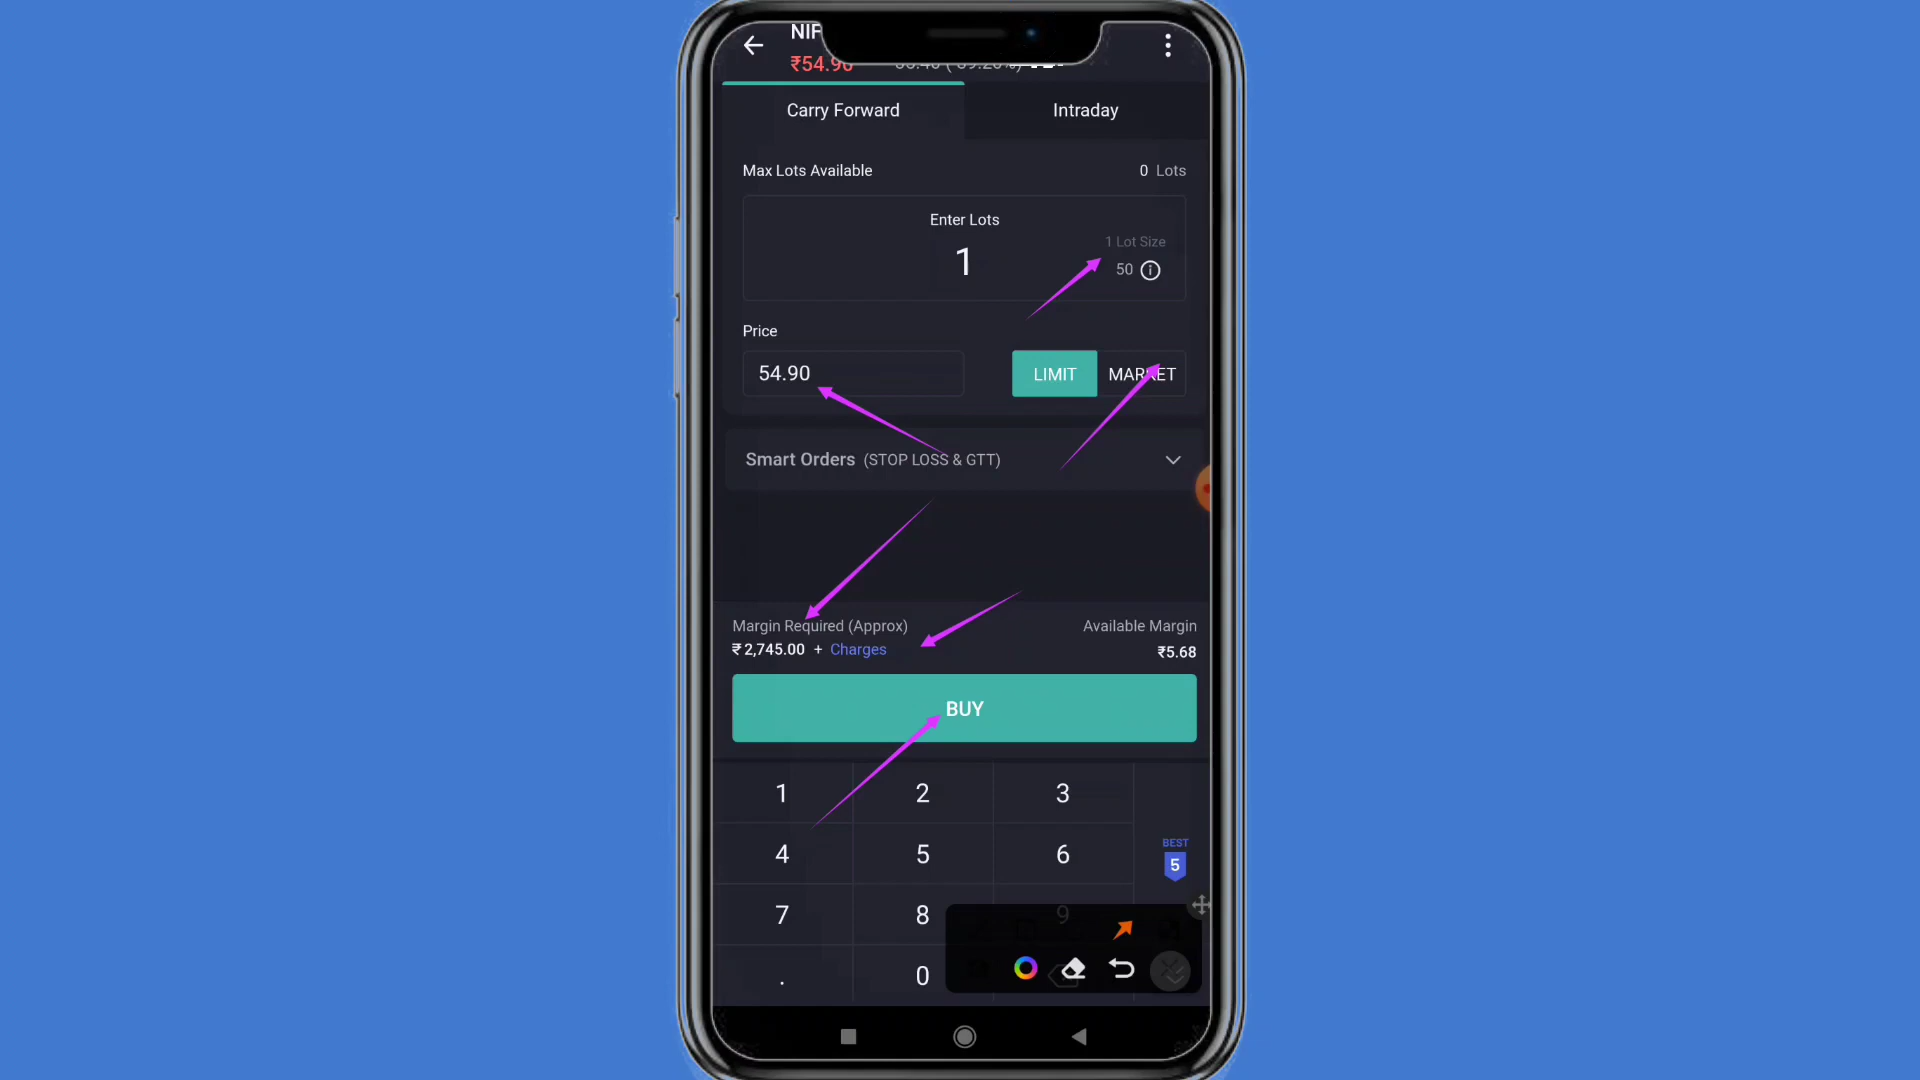 NIF
₹54.90
Carry Forward
Intraday
Max Lots Available
0 Lots
Enter Lots
1
1 Lot Size
50
Price
54.90
LIMIT
MARKET
Smart Orders (STOP LOSS & GTT)
Margin Required (Approx)
₹2,745.00 + Charges
Available Margin
₹5.68
BUY
1 2 3
4 5 6
BEST
5
7 8 9
. 0